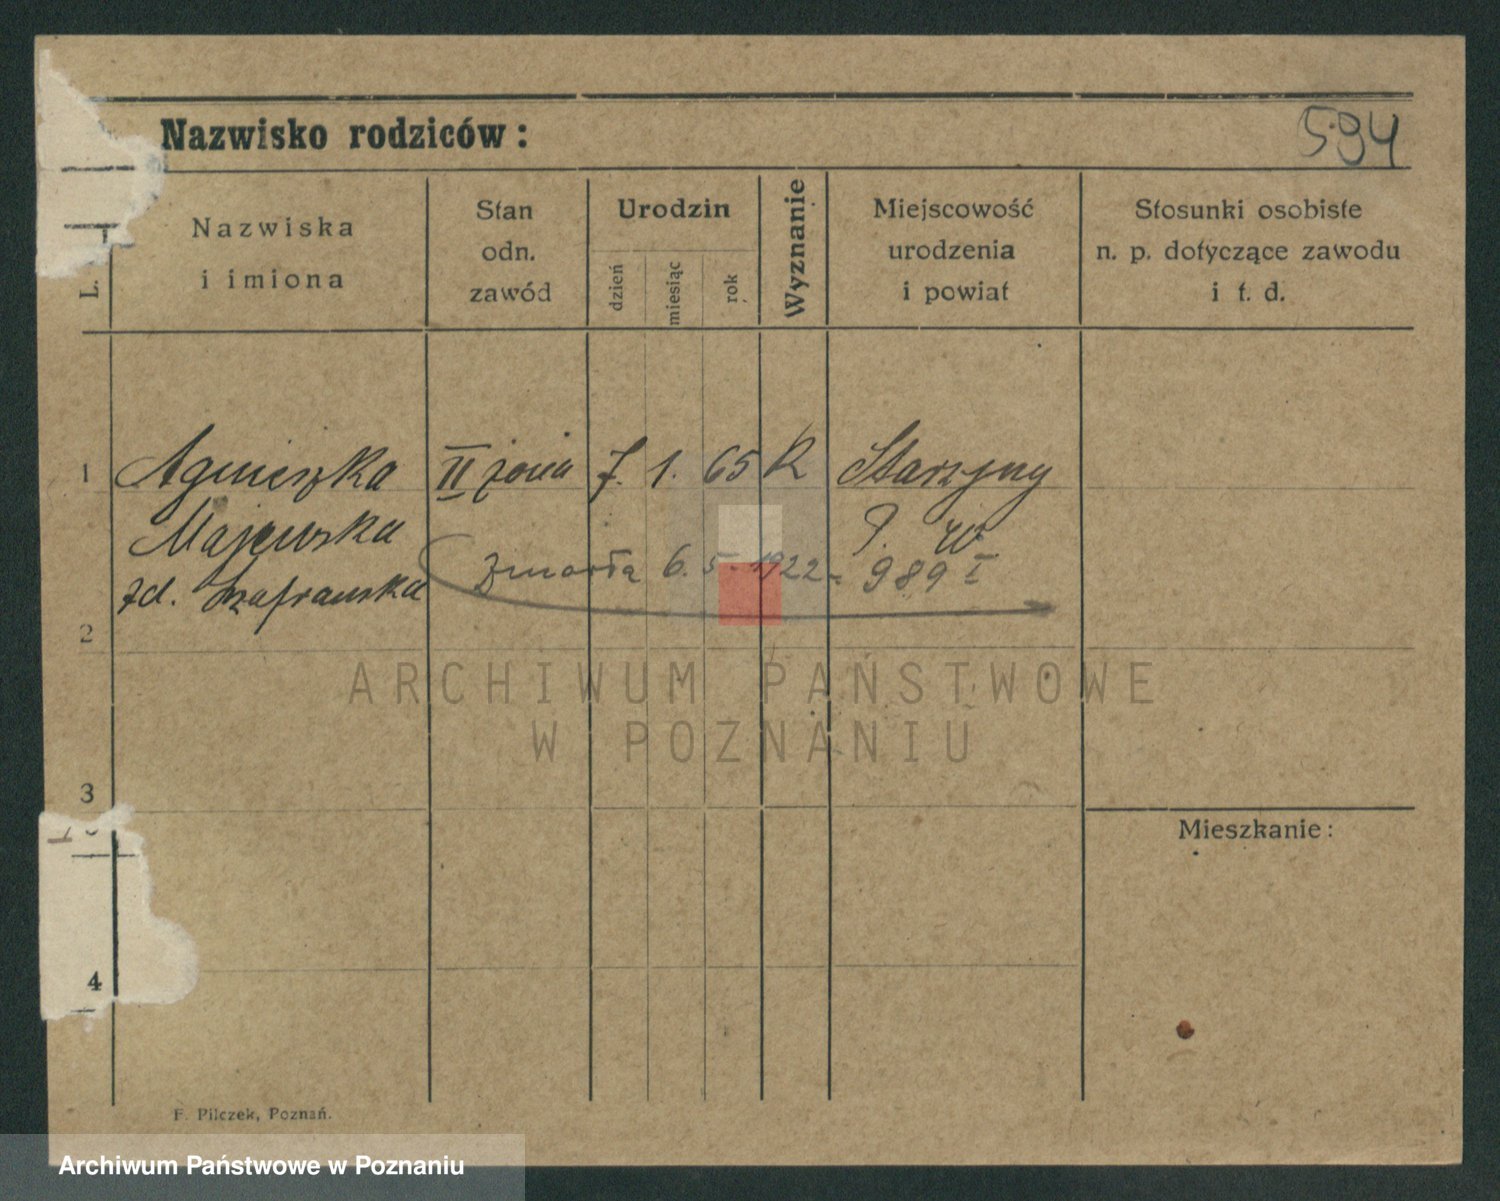 594
Nazwisko rodziców:
L.
Nazwiska
i imiona
Stan
odn.
zawód
Urodzin
dzień
miesiąc
rok
Wyznanie
Miejscowość
urodzenia
i powiat
Stosunki osobiste
n. p. dotyczące zawodu
i t. d.
1 Agnieszka II żona 7. 1. 65 R Starzyny
Majewska P. W.
zmarła 6.5.1922 - 989 I
zd. Szafrańska
2
3
Mieszkanie:
4
F. Pilczek, Poznań.
ARCHIWUM PAŃSTWOWE
W POZNANIU
Archiwum Państwowe w Poznaniu